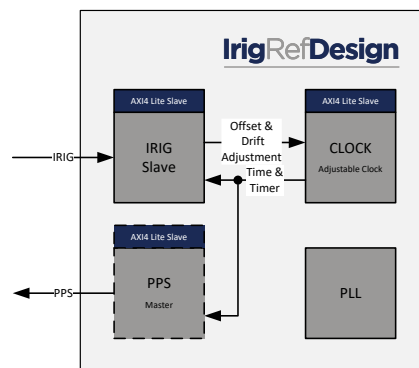 IrigRefDesign
AXI4 Lite Slave
IRIG
Slave
IRIG
Offset &
Drift
Adjustment
Time &
Timer
AXI4 Lite Slave
CLOCK
Adjustable Clock
AXI4 Lite Slave
PPS
Master
PPS
PLL